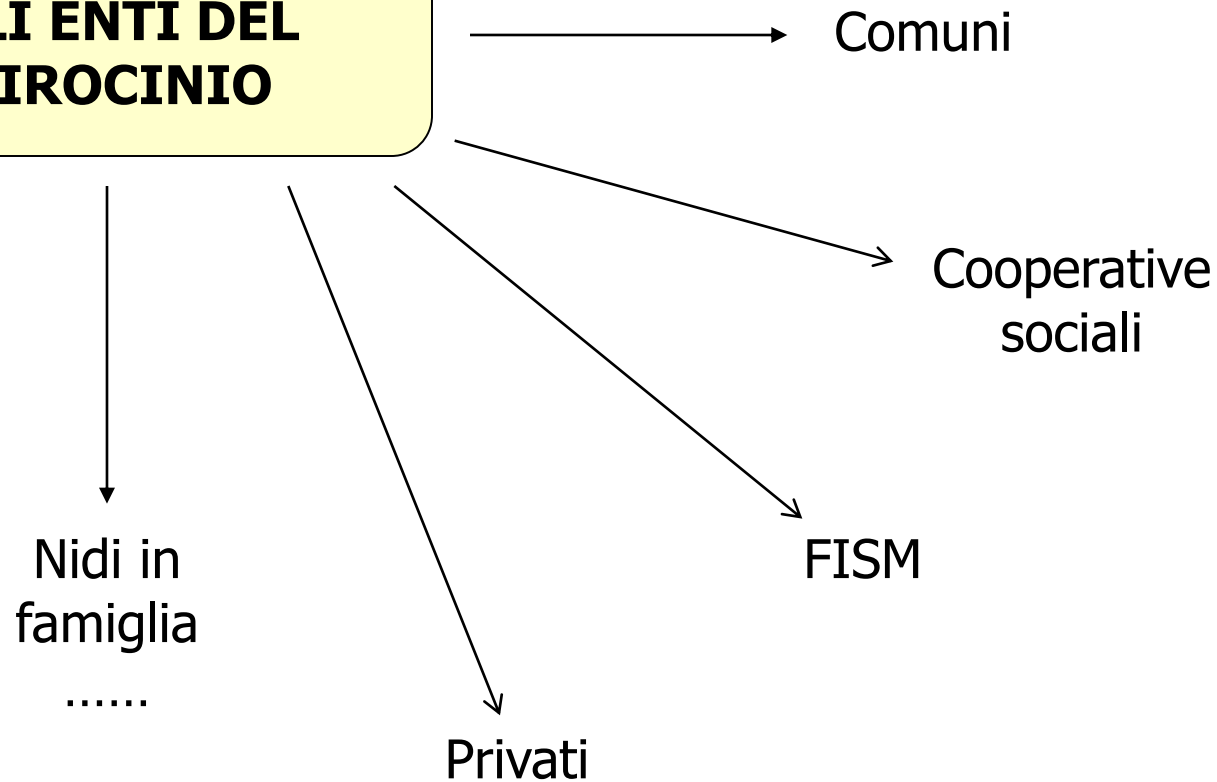 LI ENTI DEL
IROCINIO
Comuni
Cooperative
sociali
FISM
Nidi in
famiglia
......
Privati